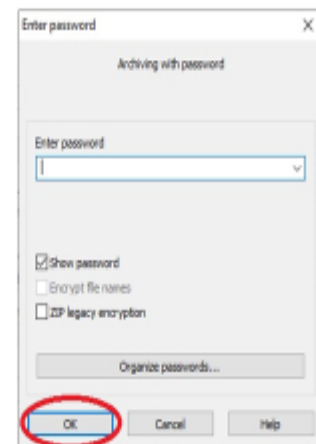 Enter password
Archiving with password
Enter password
Show password
Encrypt file names
ZIP legacy encryption
Organize passwords...
OK
Cancel
Help